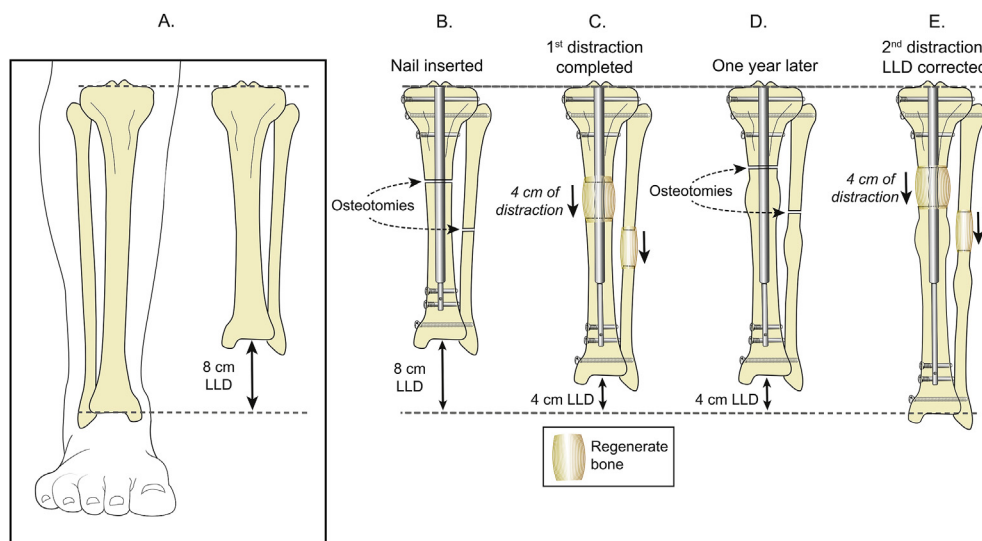 A.
8 cm
LLD
B.
Nail inserted
Osteotomies
8 cm
LLD
C.
1st distraction
completed
4 cm of
distraction
4 cm LLD
D.
One year later
Osteotomies
4 cm LLD
E.
2nd distraction
LLD corrected
4 cm of
distraction
Regenerate
bone